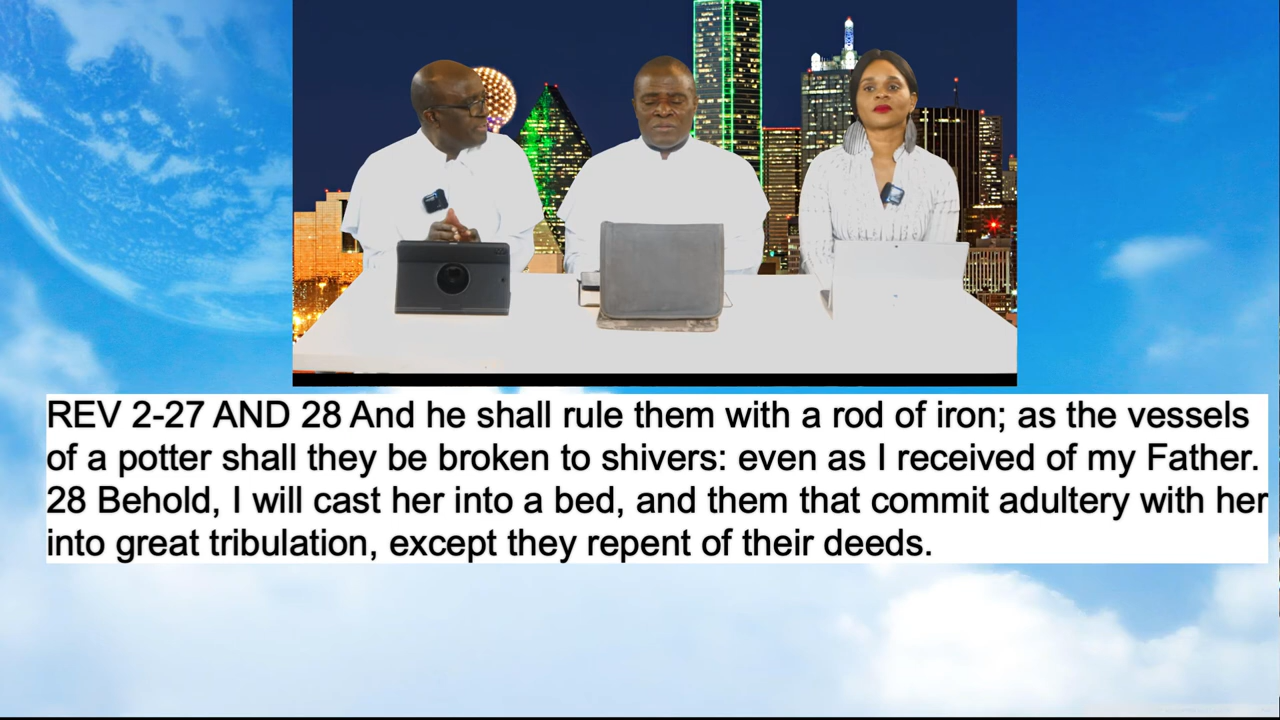 REV 2-27 AND 28 And he shall rule them with a rod of iron; as the vessels
of a potter shall they be broken to shivers: even as I received of my Father.
28 Behold, I will cast her into a bed, and them that commit adultery with her
into great tribulation, except they repent of their deeds.